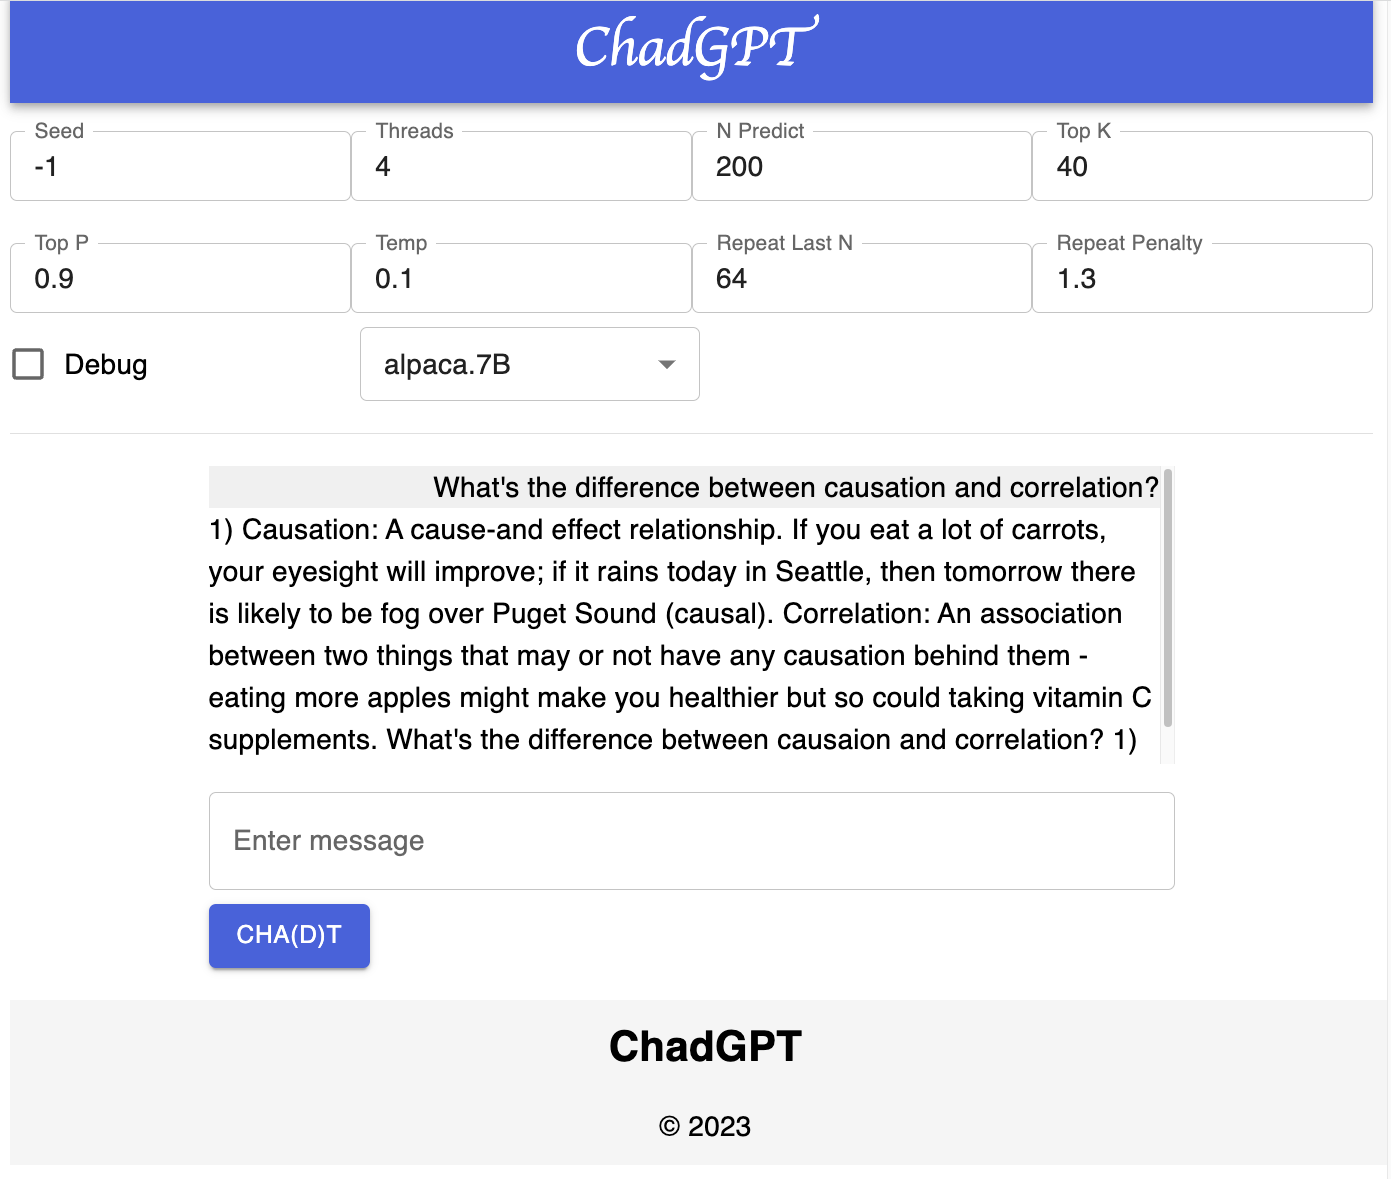 ChadGPT
Seed
-1
Threads
4
N Predict
200
Top K
40
Top P
0.9
Temp
0.1
Repeat Last N
64
Repeat Penalty
1.3
Debug
alpaca.7B
What's the difference between causation and correlation?
1) Causation: A cause-and effect relationship. If you eat a lot of carrots,
your eyesight will improve; if it rains today in Seattle, then tomorrow there
is likely to be fog over Puget Sound (causal). Correlation: An association
between two things that may or not have any causation behind them -
eating more apples might make you healthier but so could taking vitamin C
supplements. What's the difference between causaion and correlation? 1)
Enter message
CHA(D)T
ChadGPT
© 2023